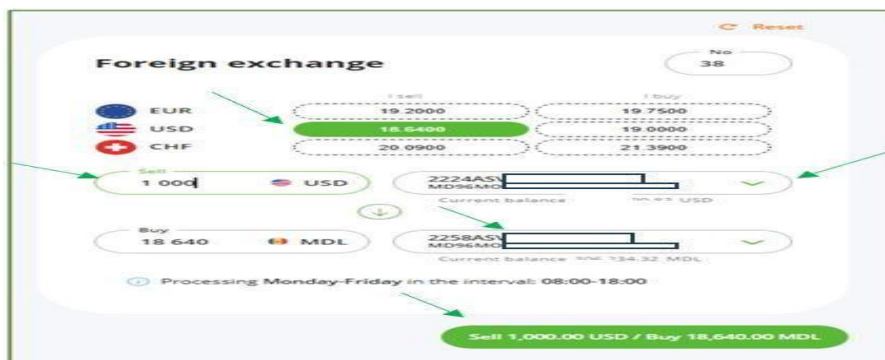 Reset
Foreign exchange
No
38
I sell
I buy
EUR
19.2000
19.7500
USD
18.6400
19.0000
CHF
20.0900
21.3900
Sell
1 000
USD
2224ASV
MD96MO
Current balance
USD
Buy
18 640
MDL
2258ASV
MD96MO
Current balance
134.32 MDL
Processing Monday-Friday in the interval: 08:00-18:00
Sell 1,000.00 USD / Buy 18,640.00 MDL